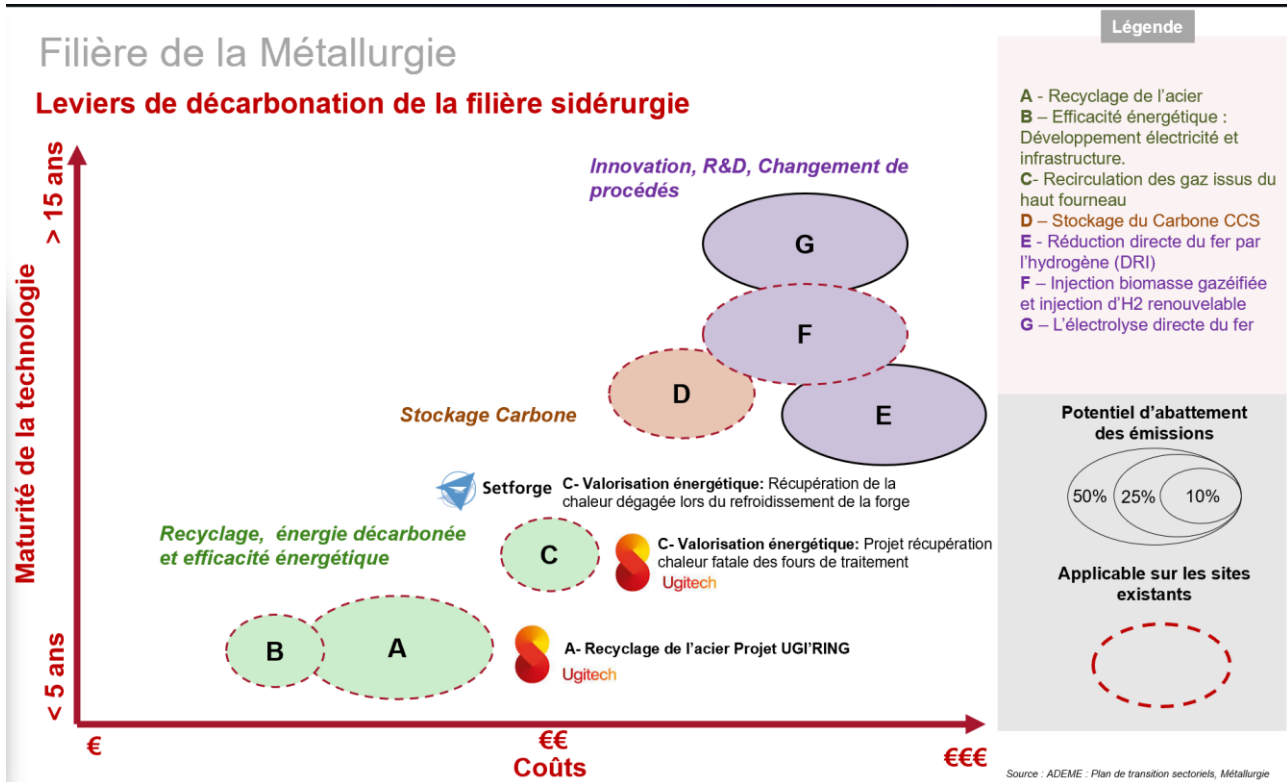 Filière de la Métallurgie
Leviers de décarbonation de la filière sidérurgie
Légende
A - Recyclage de l'acier
B – Efficacité énergétique :
Développement électricité et
infrastructure.
C- Recirculation des gaz issus du
haut fourneau
D – Stockage du Carbone CCS
E - Réduction directe du fer par
l'hydrogène (DRI)
F – Injection biomasse gazéifiée
et injection d'H2 renouvelable
G – L'électrolyse directe du fer
Potentiel d'abattement
des émissions
50% 25% 10%
Applicable sur les sites
existants
Maturité de la technologie
> 15 ans
< 5 ans
Innovation, R&D, Changement de
procédés
G
F
D
E
Stockage Carbone
Setforge
C- Valorisation énergétique: Récupération de la
chaleur dégagée lors du refroidissement de la forge
Recyclage, énergie décarbonée
et efficacité énergétique
C
C- Valorisation énergétique: Projet récupération
chaleur fatale des fours de traitement
Ugitech
B
A
A- Recyclage de l'acier Projet UGI'RING
Ugitech
€
€€
€€€
Coûts
Source : ADEME : Plan de transition sectoriels, Métallurgie